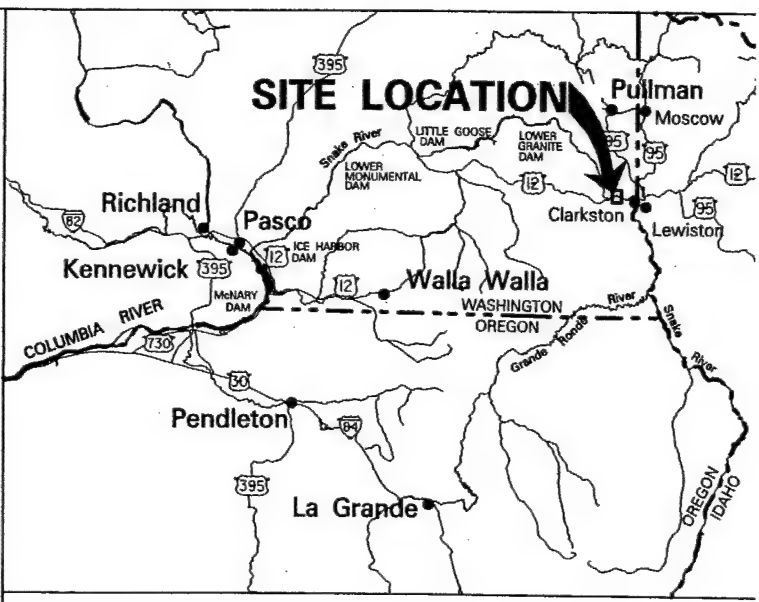 395
395
SITE LOCATION
Pullman
Moscow
95
95
12
LITTLE GOOSE
DAM
LOWER
GRANITE
DAM
Snake River
LOWER
MONUMENTAL
DAM
12
Richland
82
Pasco
Clarkston
Lewiston
95
Kennewick
395
12
ICE HARBOR
DAM
McNARY
DAM
12
Walla Walla
WASHINGTON
OREGON
River
Grande Ronde
Snake
River
COLUMBIA RIVER
730
30
Pendleton
84
395
La Grande
OREGON
IDAHO